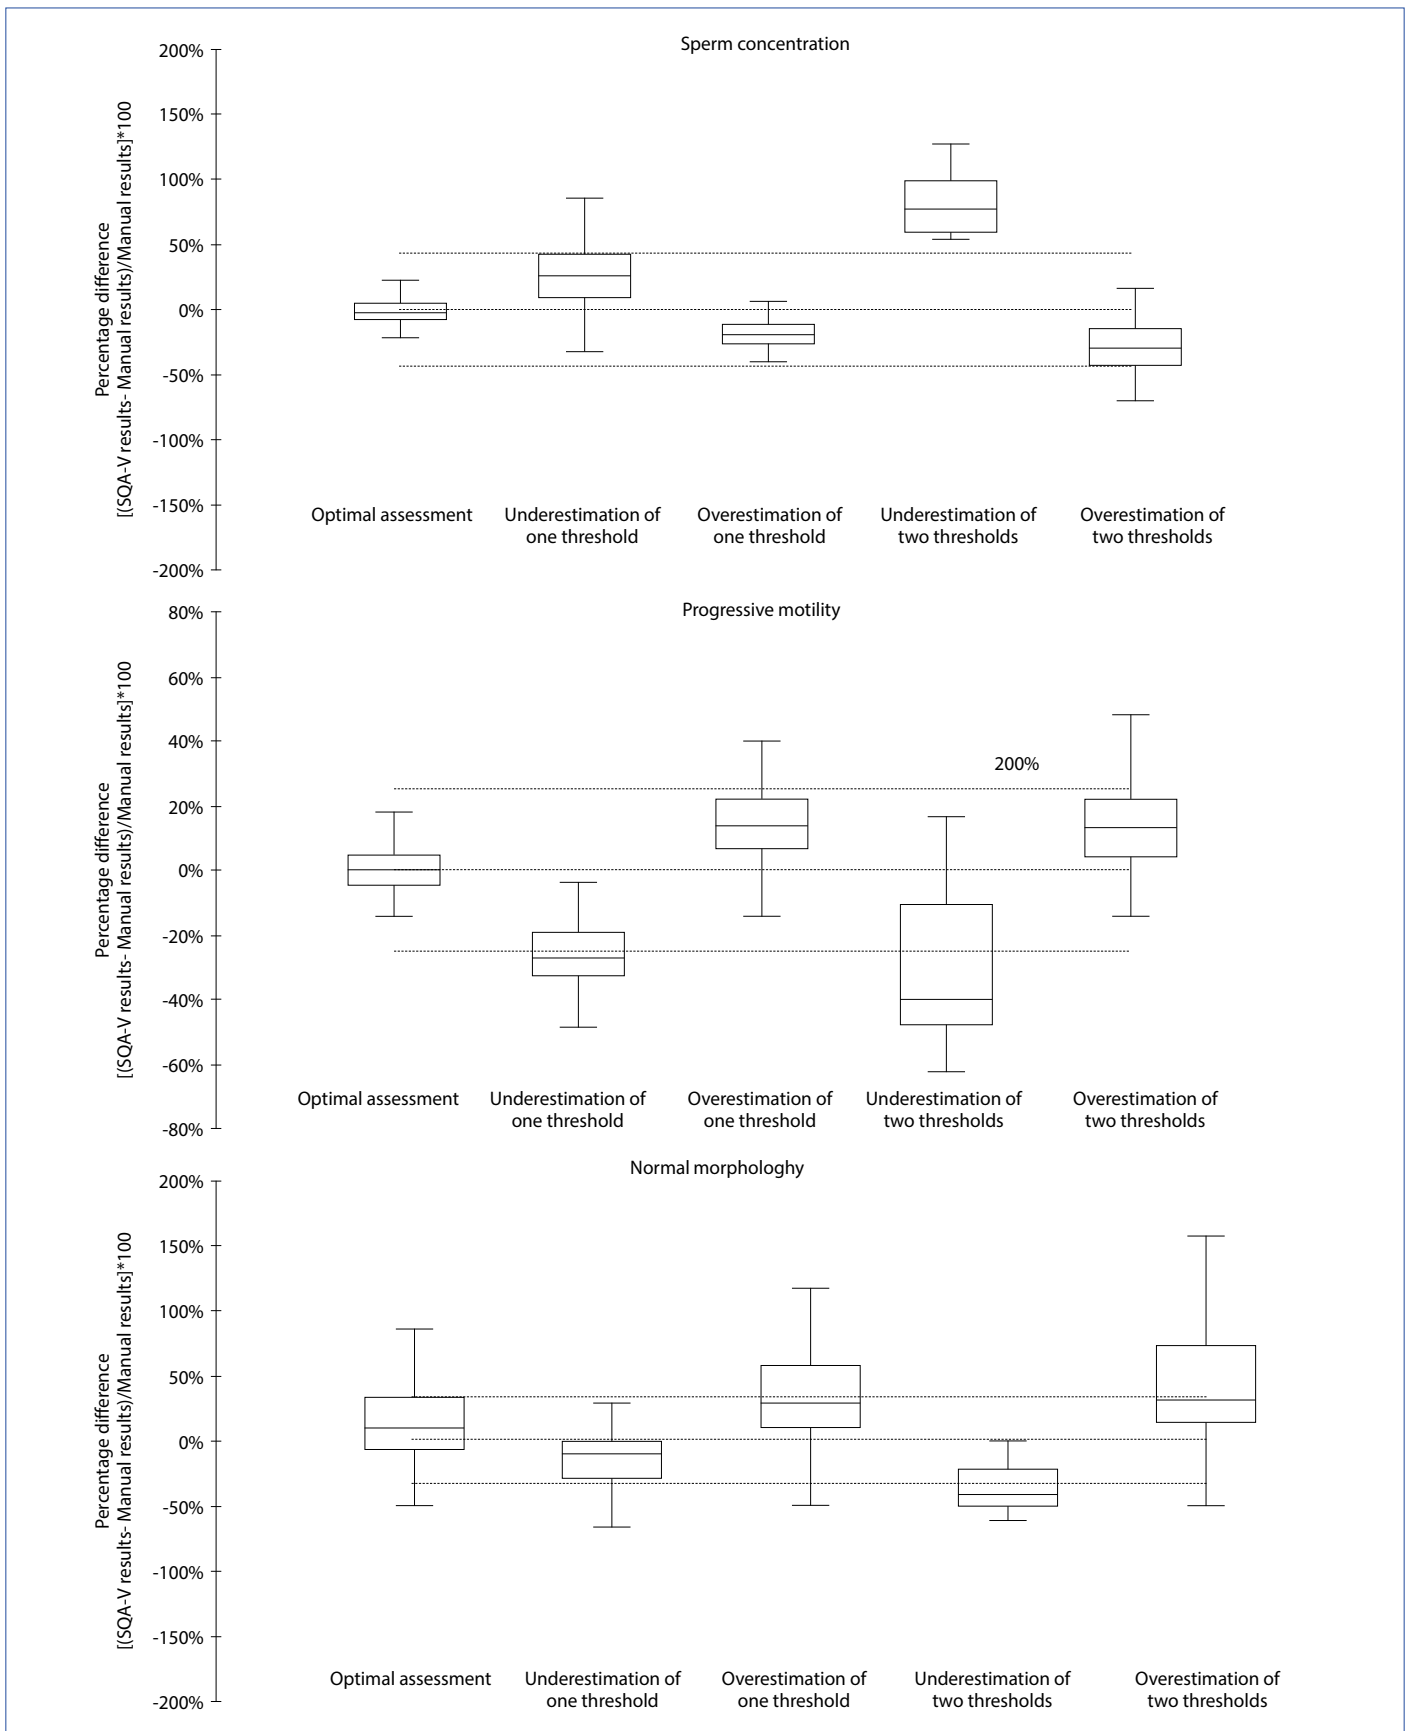 Sperm concentration
200%
150%
100%
50%
0%
-50%
-100%
-150%
-200%
Percentage difference
[(SQA-V results- Manual results)/Manual results]*100
Optimal assessment
Underestimation of
one threshold
Overestimation of
one threshold
Underestimation of
two thresholds
Overestimation of
two thresholds
Progressive motility
80%
60%
40%
20%
0%
-20%
-40%
-60%
-80%
Percentage difference
[(SQA-V results- Manual results)/Manual results]*100
200%
Optimal assessment
Underestimation of
one threshold
Overestimation of
one threshold
Underestimation of
two thresholds
Overestimation of
two thresholds
Normal morphologhy
200%
150%
100%
50%
0%
-50%
-100%
-150%
-200%
Percentage difference
[(SQA-V results- Manual results)/Manual results]*100
Optimal assessment
Underestimation of
one threshold
Overestimation of
one threshold
Underestimation of
two thresholds
Overestimation of
two thresholds